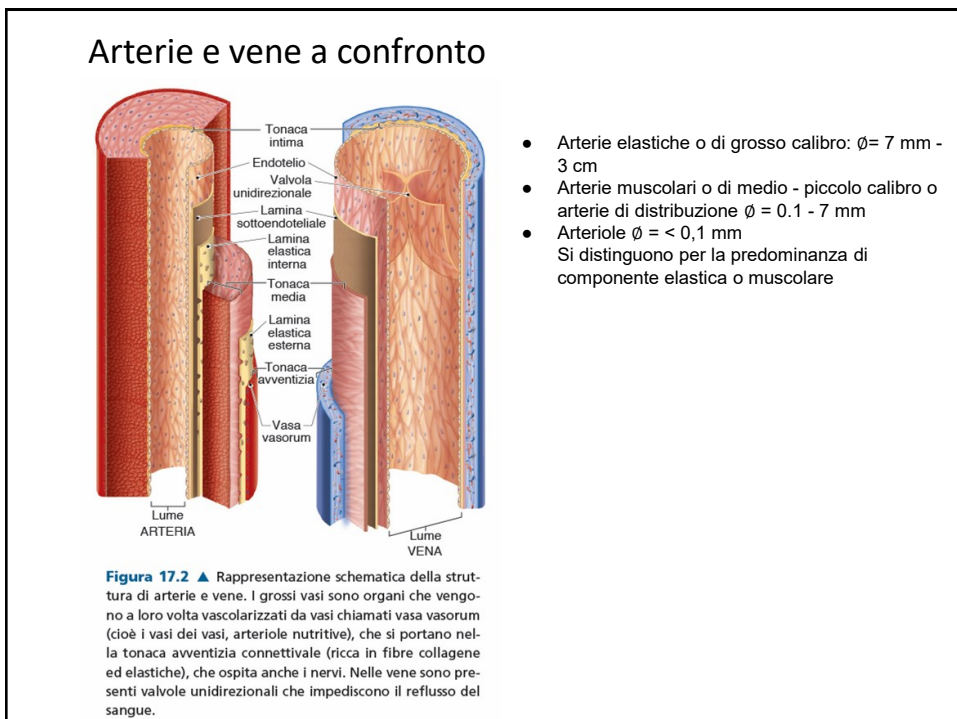 Arterie e vene a confronto
Tonaca
intima
Endotelio
Valvola
unidirezionale
Lamina
sottoendoteliale
Lamina
elastica
interna
Tonaca
media
Lamina
elastica
esterna
Tonaca
avventizia
Vasa
vasorum
Lume
ARTERIA
Lume
VENA
Figura 17.2 ▲ Rappresentazione schematica della strut-
tura di arterie e vene. I grossi vasi sono organi che vengo-
no a loro volta vascolarizzati da vasi chiamati vasa vasorum
(cioè i vasi dei vasi, arteriole nutritive), che si portano nel-
la tonaca avventizia connettivale (ricca in fibre collagene
ed elastiche), che ospita anche i nervi. Nelle vene sono pre-
senti valvole unidirezionali che impediscono il reflusso del
sangue.
● Arterie elastiche o di grosso calibro: ∅= 7 mm -
3 cm
● Arterie muscolari o di medio - piccolo calibro o
arterie di distribuzione ∅ = 0.1 - 7 mm
● Arteriole ∅ = < 0,1 mm
Si distinguono per la predominanza di
componente elastica o muscolare